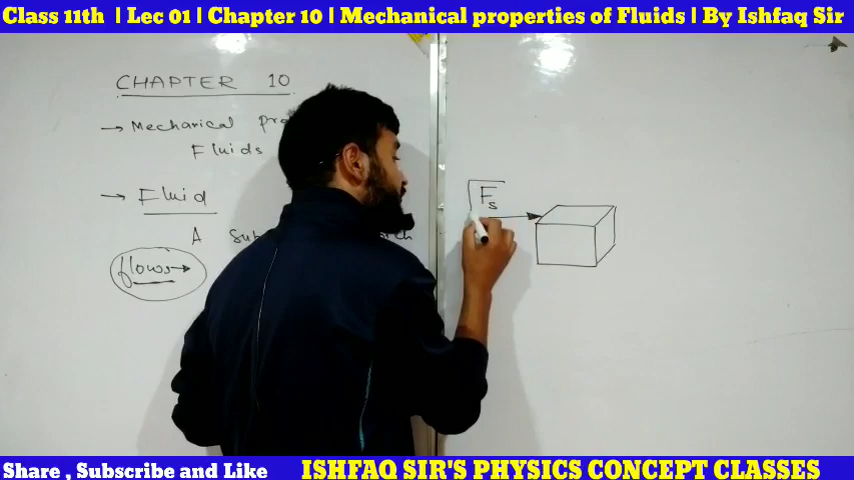 Class 11th | Lec 01 | Chapter 10 | Mechanical properties of Fluids | By Ishfaq Sir
CHAPTER 10
→ Mechanical
Fluids
→ Fluid
A
flows→
Fs
Share , Subscribe and Like ISHFAQ SIR'S PHYSICS CONCEPT CLASSES